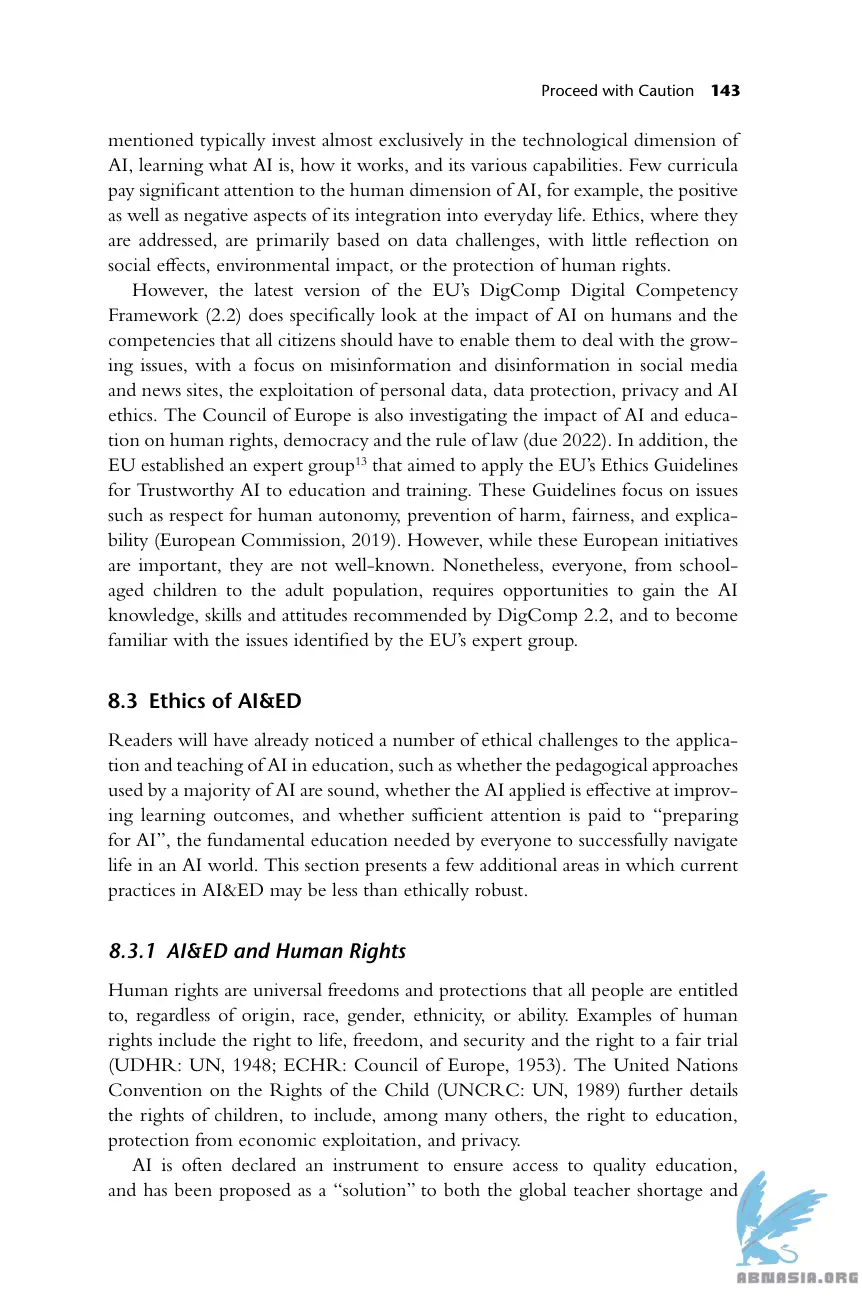 Proceed with Caution 143
mentioned typically invest almost exclusively in the technological dimension of
AI, learning what AI is, how it works, and its various capabilities. Few curricula
pay significant attention to the human dimension of AI, for example, the positive
as well as negative aspects of its integration into everyday life. Ethics, where they
are addressed, are primarily based on data challenges, with little reflection on
social effects, environmental impact, or the protection of human rights.
However, the latest version of the EU's DigComp Digital Competency
Framework (2.2) does specifically look at the impact of AI on humans and the
competencies that all citizens should have to enable them to deal with the grow-
ing issues, with a focus on misinformation and disinformation in social media
and news sites, the exploitation of personal data, data protection, privacy and AI
ethics. The Council of Europe is also investigating the impact of AI and educa-
tion on human rights, democracy and the rule of law (due 2022). In addition, the
EU established an expert group13 that aimed to apply the EU's Ethics Guidelines
for Trustworthy AI to education and training. These Guidelines focus on issues
such as respect for human autonomy, prevention of harm, fairness, and explica-
bility (European Commission, 2019). However, while these European initiatives
are important, they are not well-known. Nonetheless, everyone, from school-
aged children to the adult population, requires opportunities to gain the AI
knowledge, skills and attitudes recommended by DigComp 2.2, and to become
familiar with the issues identified by the EU's expert group.
8.3 Ethics of AI&ED
Readers will have already noticed a number of ethical challenges to the applica-
tion and teaching of AI in education, such as whether the pedagogical approaches
used by a majority of AI are sound, whether the AI applied is effective at improv-
ing learning outcomes, and whether sufficient attention is paid to "preparing
for AI", the fundamental education needed by everyone to successfully navigate
life in an AI world. This section presents a few additional areas in which current
practices in AI&ED may be less than ethically robust.
8.3.1 AI&ED and Human Rights
Human rights are universal freedoms and protections that all people are entitled
to, regardless of origin, race, gender, ethnicity, or ability. Examples of human
rights include the right to life, freedom, and security and the right to a fair trial
(UDHR: UN, 1948; ECHR: Council of Europe, 1953). The United Nations
Convention on the Rights of the Child (UNCRC: UN, 1989) further details
the rights of children, to include, among many others, the right to education,
protection from economic exploitation, and privacy.
AI is often declared an instrument to ensure access to quality education,
and has been proposed as a "solution" to both the global teacher shortage and
ABNASIA.ORG